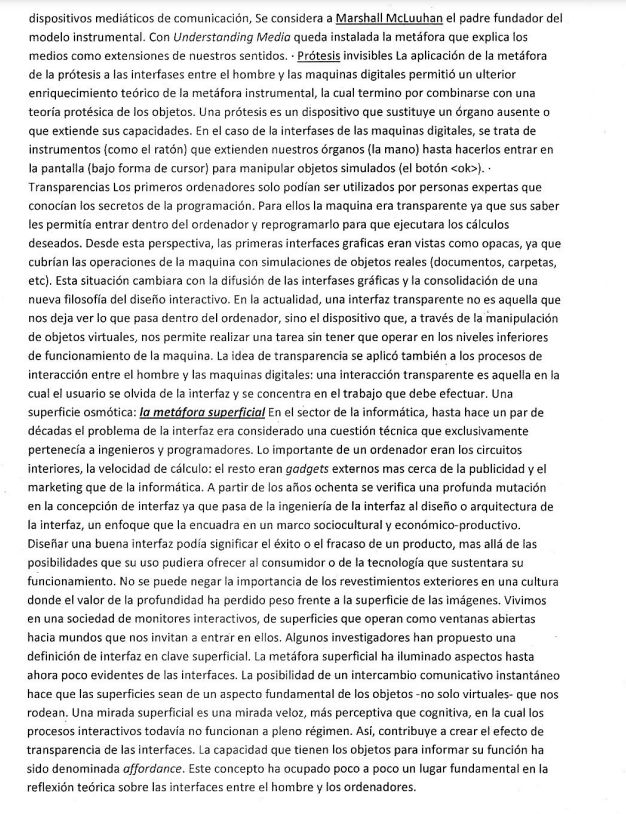 dispositivos mediáticos de comunicación, Se considera a Marshall McLuuhan el padre fundador del
modelo instrumental. Con Understanding Media queda instalada la metáfora que explica los
medios como extensiones de nuestros sentidos. · Prótesis invisibles La aplicación de la metáfora
de la prótesis a las interfases entre el hombre y las maquinas digitales permitió un ulterior
enriquecimiento teórico de la metáfora instrumental, la cual termino por combinarse con una
teoría protésica de los objetos. Una prótesis es un dispositivo que sustituye un órgano ausente o
que extiende sus capacidades. En el caso de la interfases de las maquinas digitales, se trata de
instrumentos (como el ratón) que extienden nuestros órganos (la mano) hasta hacerlos entrar en
la pantalla (bajo forma de cursor) para manipular objetos simulados (el botón <ok>). ·
Transparencias Los primeros ordenadores solo podían ser utilizados por personas expertas que
conocían los secretos de la programación. Para ellos la maquina era transparente ya que sus saber
les permitía entrar dentro del ordenador y reprogramarlo para que ejecutara los cálculos
deseados. Desde esta perspectiva, las primeras interfaces graficas eran vistas como opacas, ya que
cubrían las operaciones de la maquina con simulaciones de objetos reales (documentos, carpetas,
etc). Esta situación cambiara con la difusión de las interfases gráficas y la consolidación de una
nueva filosofía del diseño interactivo. En la actualidad, una interfaz transparente no es aquella que
nos deja ver lo que pasa dentro del ordenador, sino el dispositivo que, a través de la manipulación
de objetos virtuales, nos permite realizar una tarea sin tener que operar en los niveles inferiores
de funcionamiento de la maquina. La idea de transparencia se aplicó también a los procesos de
interacción entre el hombre y las maquinas digitales: una interacción transparente es aquella en la
cual el usuario se olvida de la interfaz y se concentra en el trabajo que debe efectuar. Una
superficie osmótica: la metáfora superficial En el sector de la informática, hasta hace un par de
décadas el problema de la interfaz era considerado una cuestión técnica que exclusivamente
pertenecía a ingenieros y programadores. Lo importante de un ordenador eran los circuitos
interiores, la velocidad de cálculo: el resto eran gadgets externos mas cerca de la publicidad y el
marketing que de la informática. A partir de los años ochenta se verifica una profunda mutación
en la concepción de interfaz ya que pasa de la ingeniería de la interfaz al diseño o arquitectura de
la interfaz, un enfoque que la encuadra en un marco sociocultural y económico-productivo.
Diseñar una buena interfaz podía significar el éxito o el fracaso de un producto, mas allá de las
posibilidades que su uso pudiera ofrecer al consumidor o de la tecnología que sustentara su
funcionamiento. No se puede negar la importancia de los revestimientos exteriores en una cultura
donde el valor de la profundidad ha perdido peso frente a la superficie de las imágenes. Vivimos
en una sociedad de monitores interactivos, de superficies que operan como ventanas abiertas
hacia mundos que nos invitan a entrar en ellos. Algunos investigadores han propuesto una
definición de interfaz en clave superficial. La metáfora superficial ha iluminado aspectos hasta
ahora poco evidentes de las interfaces. La posibilidad de un intercambio comunicativo instantáneo
hace que las superficies sean de un aspecto fundamental de los objetos -no solo virtuales- que nos
rodean. Una mirada superficial es una mirada veloz, más perceptiva que cognitiva, en la cual los
procesos interactivos todavía no funcionan a pleno régimen. Así, contribuye a crear el efecto de
transparencia de las interfaces. La capacidad que tienen los objetos para informar su función ha
sido denominada affordance. Este concepto ha ocupado poco a poco un lugar fundamental en la
reflexión teórica sobre las interfaces entre el hombre y los ordenadores.